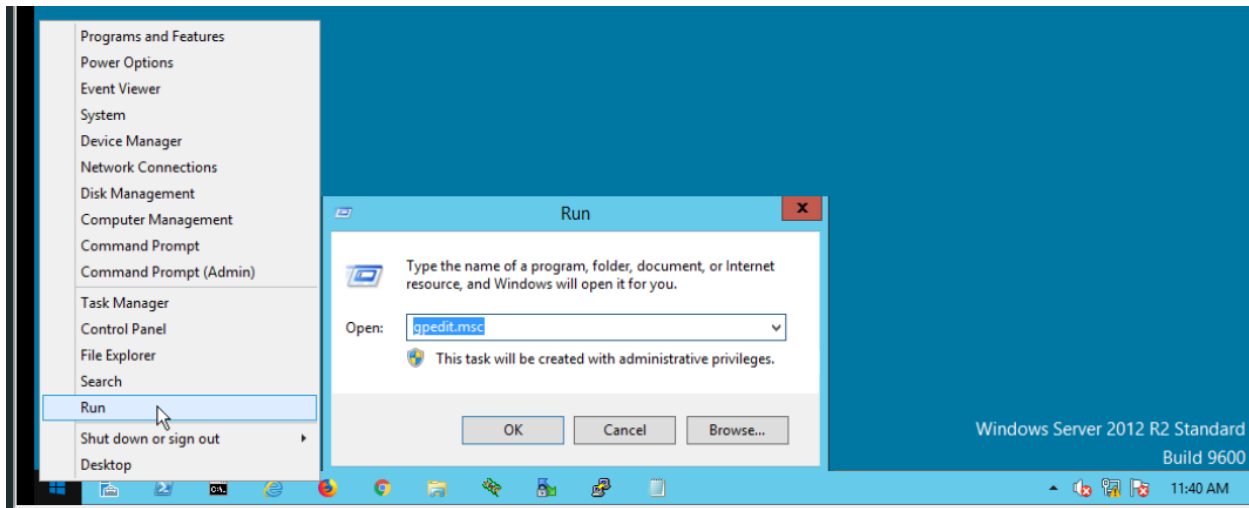 Programs and Features
Power Options
Event Viewer
System
Device Manager
Network Connections
Disk Management
Computer Management
Command Prompt
Command Prompt (Admin)
Task Manager
Control Panel
File Explorer
Search
Run
Shut down or sign out
Desktop
Run
x
Type the name of a program, folder, document, or Internet
resource, and Windows will open it for you.
Open: gpedit.msc
This task will be created with administrative privileges.
OK Cancel Browse...
Windows Server 2012 R2 Standard
Build 9600
C:\.
11:40 AM